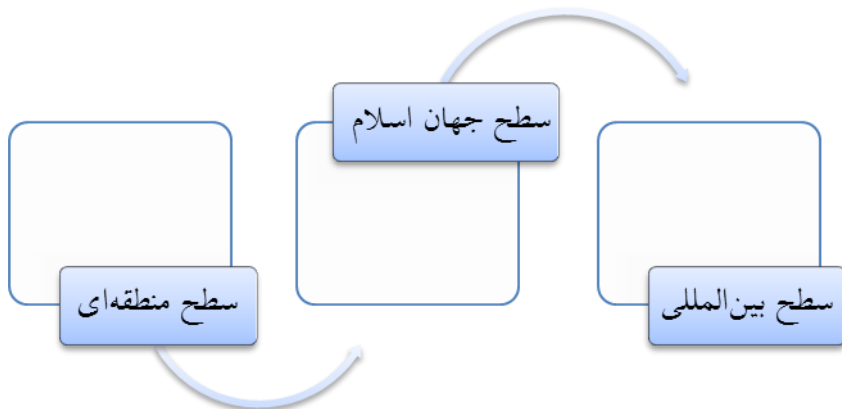 سطح منطقه‌ای
سطح جهان اسلام
سطح بین‌المللی